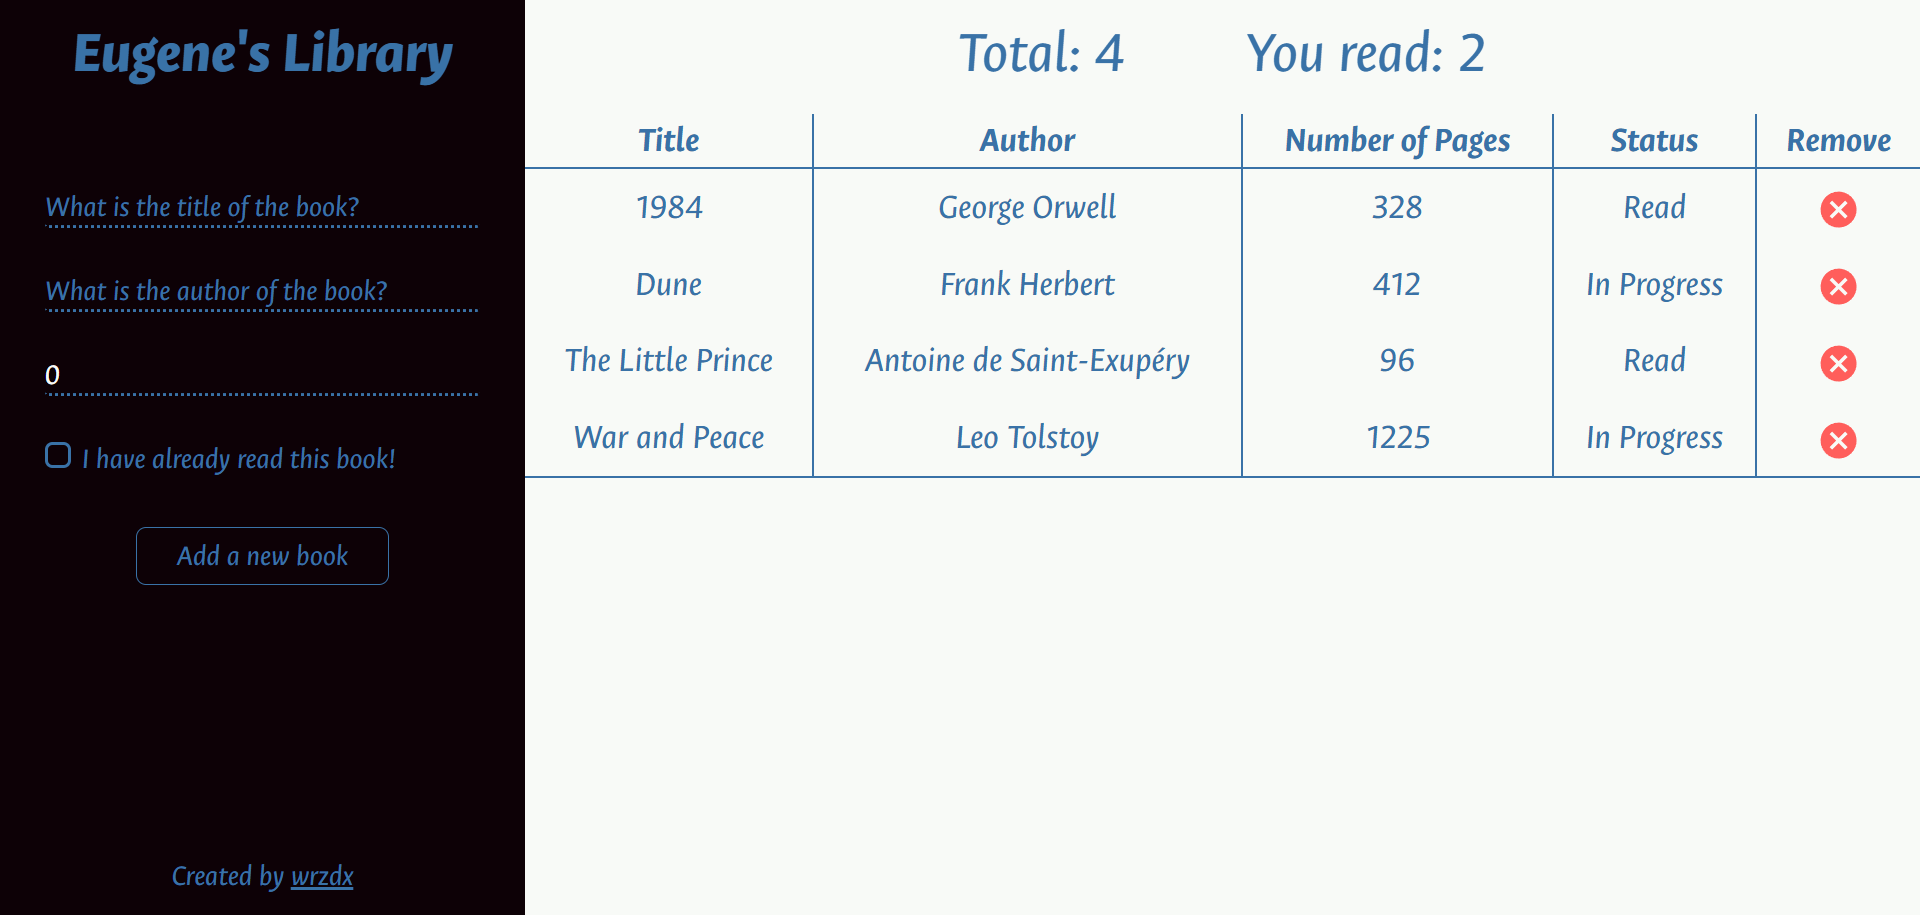 Eugene's Library
What is the title of the book?
What is the author of the book?
0
I have already read this book!
Add a new book
Created by wrzdx
Total: 4 You read: 2
Title Author Number of Pages Status Remove
1984 George Orwell 328 Read
Dune Frank Herbert 412 In Progress
The Little Prince Antoine de Saint-Exupéry 96 Read
War and Peace Leo Tolstoy 1225 In Progress